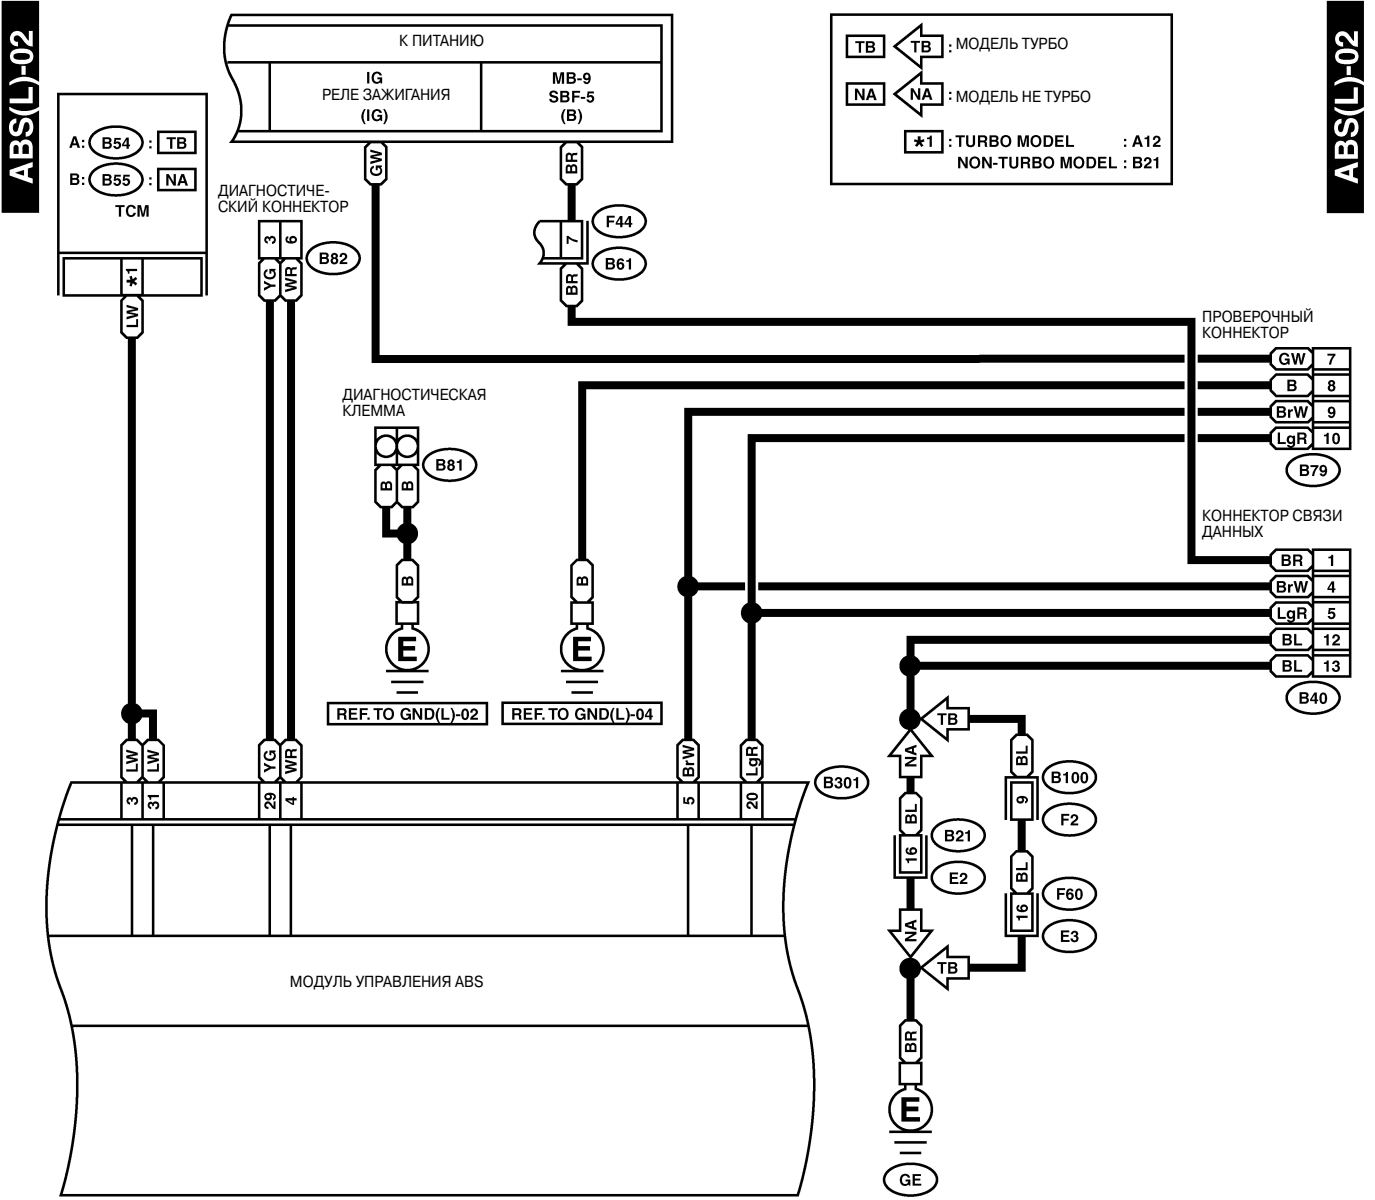 ABS(L)-02
ABS(L)-02
К ПИТАНИЮ
IG
РЕЛЕ ЗАЖИГАНИЯ
(IG)
MB-9
SBF-5
(B)
TB TB : МОДЕЛЬ ТУРБО
NA NA : МОДЕЛЬ НЕ ТУРБО
*1 : TURBO MODEL : A12
NON-TURBO MODEL : B21
A: B54 : TB
B: B55 : NA
TCM
*1
LW
ДИАГНОСТИЧЕ-
СКИЙ КОННЕКТОР
3 6
B82
YG WR
GW
BR
F44
7
B61
BR
ПРОВЕРОЧНЫЙ
КОННЕКТОР
GW 7
B 8
BrW 9
LgR 10
B79
ДИАГНОСТИЧЕСКАЯ
КЛЕММА
B81
B B
B
E
REF. TO GND(L)-02
B
E
REF. TO GND(L)-04
КОННЕКТОР СВЯЗИ
ДАННЫХ
BR 1
BrW 4
LgR 5
BL 12
BL 13
B40
LW LW YG WR BrW LgR
3 31 29 4 5 20
B301
TB
NA
BL
BL
B100
9
F2
B21
16
E2
BL
F60
16
E3
NA
TB
МОДУЛЬ УПРАВЛЕНИЯ ABS
BR
E
GE